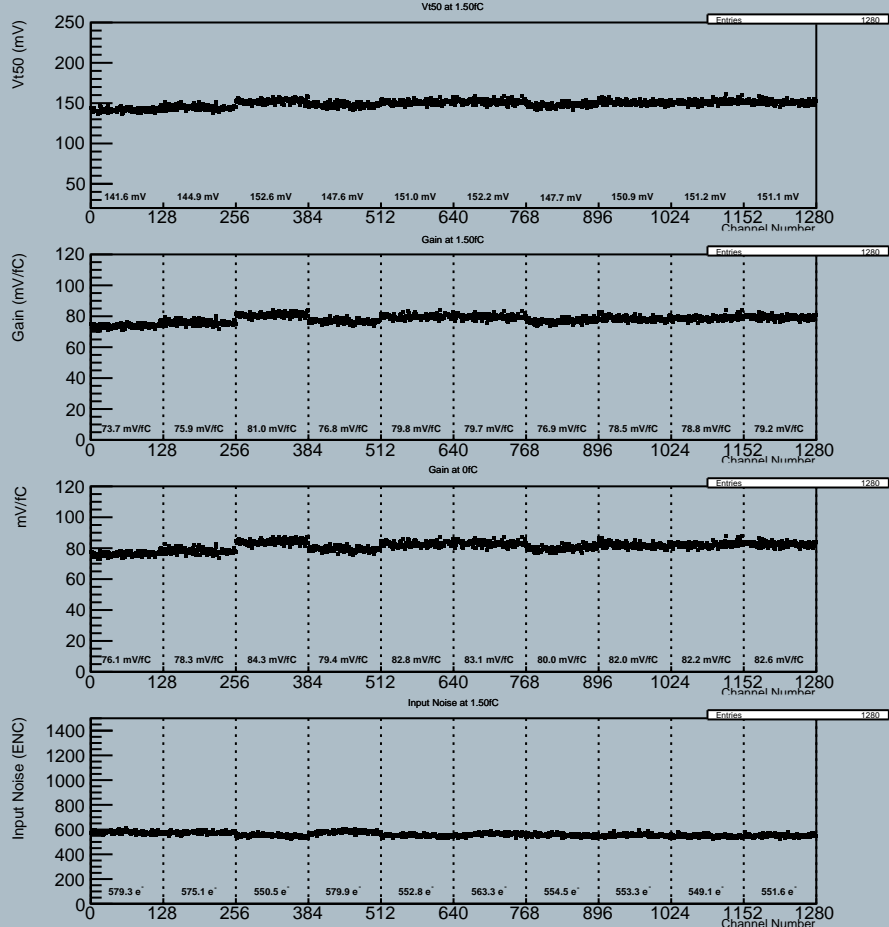 Vt50 at 1.50fC
Entries 1280
Vt50 (mV)
250
200
150
100
50
141.6 mV 144.9 mV 152.6 mV 147.6 mV 151.0 mV 152.2 mV 147.7 mV 150.9 mV 151.2 mV 151.1 mV
0 128 256 384 512 640 768 896 1024 1152 1280
Channel Number
Gain at 1.50fC
Entries 1280
Gain (mV/fC)
120
100
80
60
40
20
0
73.7 mV/fC 75.9 mV/fC 81.0 mV/fC 76.8 mV/fC 79.8 mV/fC 79.7 mV/fC 76.9 mV/fC 78.5 mV/fC 78.8 mV/fC 79.2 mV/fC
0 128 256 384 512 640 768 896 1024 1152 1280
Channel Number
Gain at 0fC
Entries 1280
mV/fC
120
100
80
60
40
20
0
76.1 mV/fC 78.3 mV/fC 84.3 mV/fC 79.4 mV/fC 82.8 mV/fC 83.1 mV/fC 80.0 mV/fC 82.0 mV/fC 82.2 mV/fC 82.6 mV/fC
0 128 256 384 512 640 768 896 1024 1152 1280
Channel Number
Input Noise at 1.50fC
Entries 1280
Input Noise (ENC)
1400
1200
1000
800
600
400
200
0
579.3 e⁻ 575.1 e⁻ 550.5 e⁻ 579.9 e⁻ 552.8 e⁻ 563.3 e⁻ 554.5 e⁻ 553.3 e⁻ 549.1 e⁻ 551.6 e⁻
0 128 256 384 512 640 768 896 1024 1152 1280
Channel Number